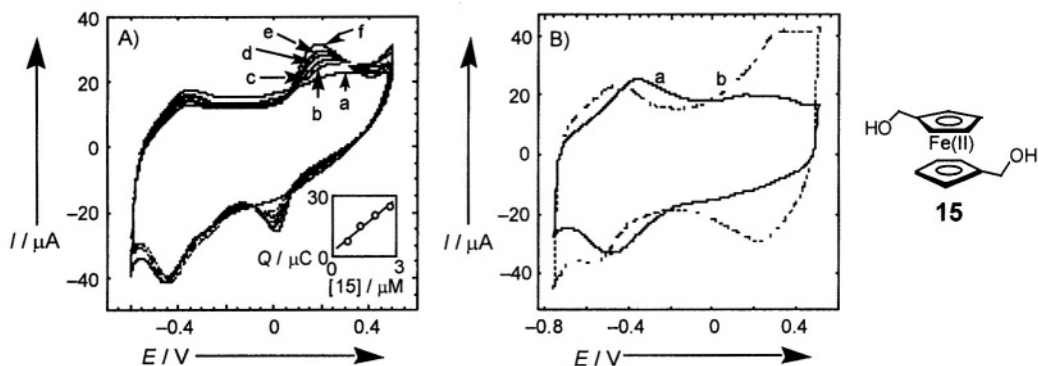 A)
40
20
0
−20
−40
I / μA
e
f
d
c
b
a
30
Q / μC
0
0
3
[15] / μM
−0.4
0
0.4
E / V
B)
40
20
0
−20
−40
I / μA
a
b
−0.8
−0.4
0
0.4
E / V
HO
Fe(II)
OH
15